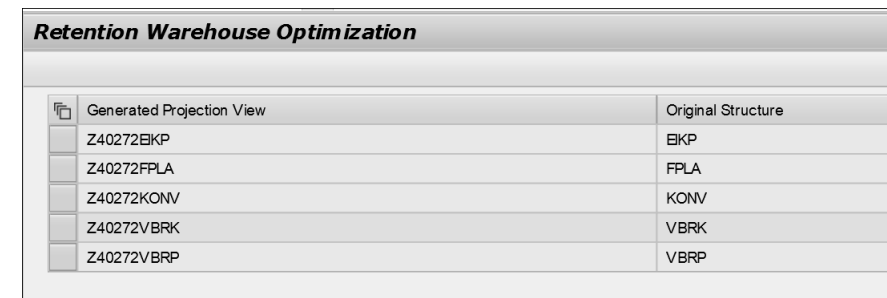 Retention Warehouse Optimization
Generated Projection View Original Structure
Z40272EIKP EIKP
Z40272FPLA FPLA
Z40272KONV KONV
Z40272VBRK VBRK
Z40272VBRP VBRP